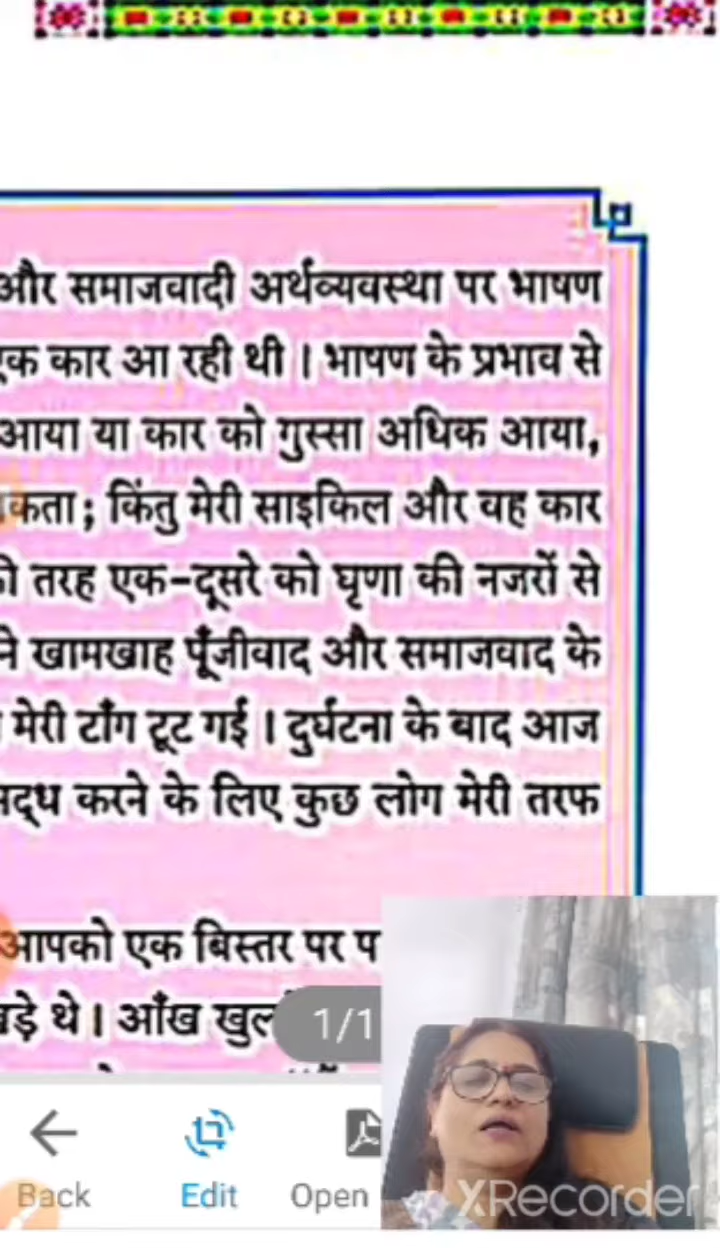 और समाजवादी अर्थव्यवस्था पर भाषण
एक कार आ रही थी । भाषण के प्रभाव से
आया या कार को गुस्सा अधिक आया,
किंतु मेरी साइकिल और वह कार
तरह एक-दूसरे को घृणा की नजरों से
ने खामखाह पूँजीवाद और समाजवाद के
मेरी टाँग टूट गई । दुर्घटना के बाद आज
करने के लिए कुछ लोग मेरी तरफ
आपको एक बिस्तर पर
थे । आँख
1/1
Back Edit Open
XRecorder